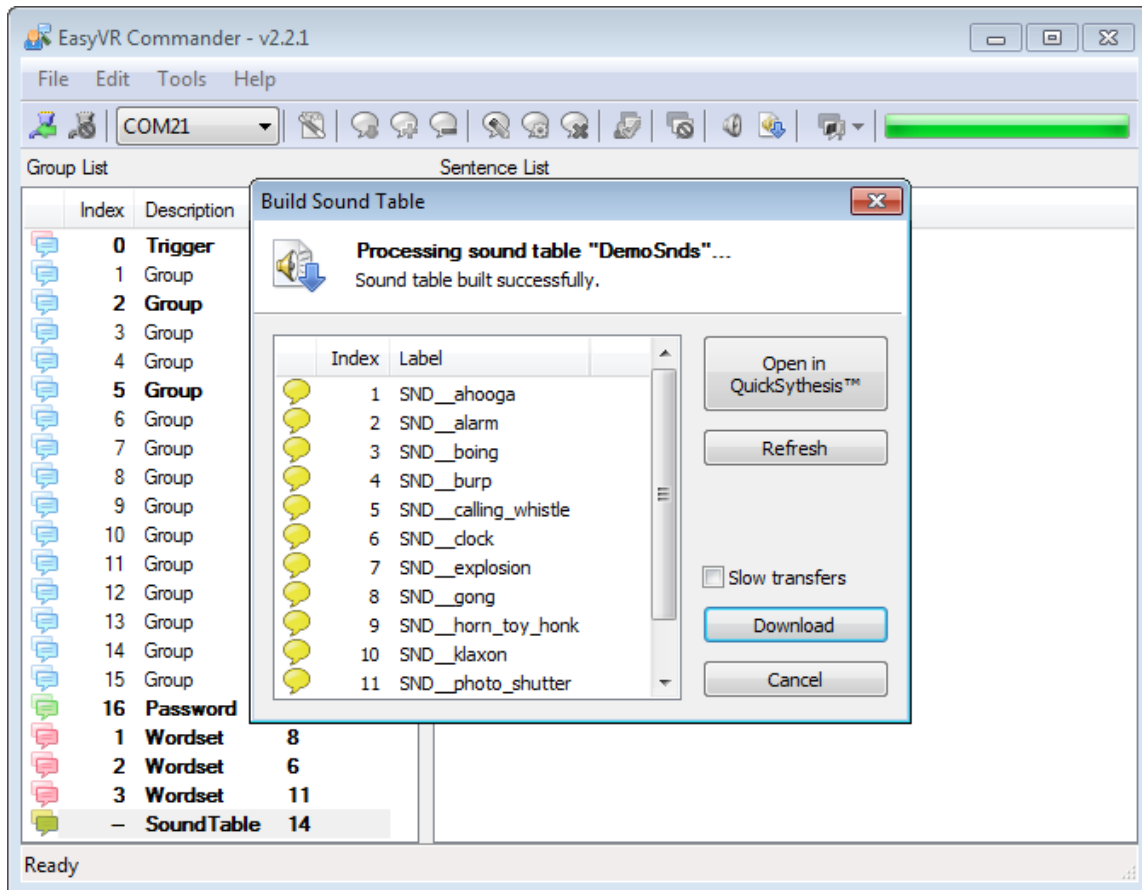 EasyVR Commander - v2.2.1
File Edit Tools Help
COM21
Group List Sentence List
Index Description
0 Trigger
1 Group
2 Group
3 Group
4 Group
5 Group
6 Group
7 Group
8 Group
9 Group
10 Group
11 Group
12 Group
13 Group
14 Group
15 Group
16 Password
1 Wordset 8
2 Wordset 6
3 Wordset 11
– SoundTable 14
Build Sound Table
Processing sound table "DemoSnds"...
Sound table built successfully.
Index Label
1 SND__ahooga
2 SND__alarm
3 SND__boing
4 SND__burp
5 SND__calling_whistle
6 SND__clock
7 SND__explosion
8 SND__gong
9 SND__horn_toy_honk
10 SND__klaxon
11 SND__photo_shutter
Open in
QuickSythesis™
Refresh
Slow transfers
Download
Cancel
Ready